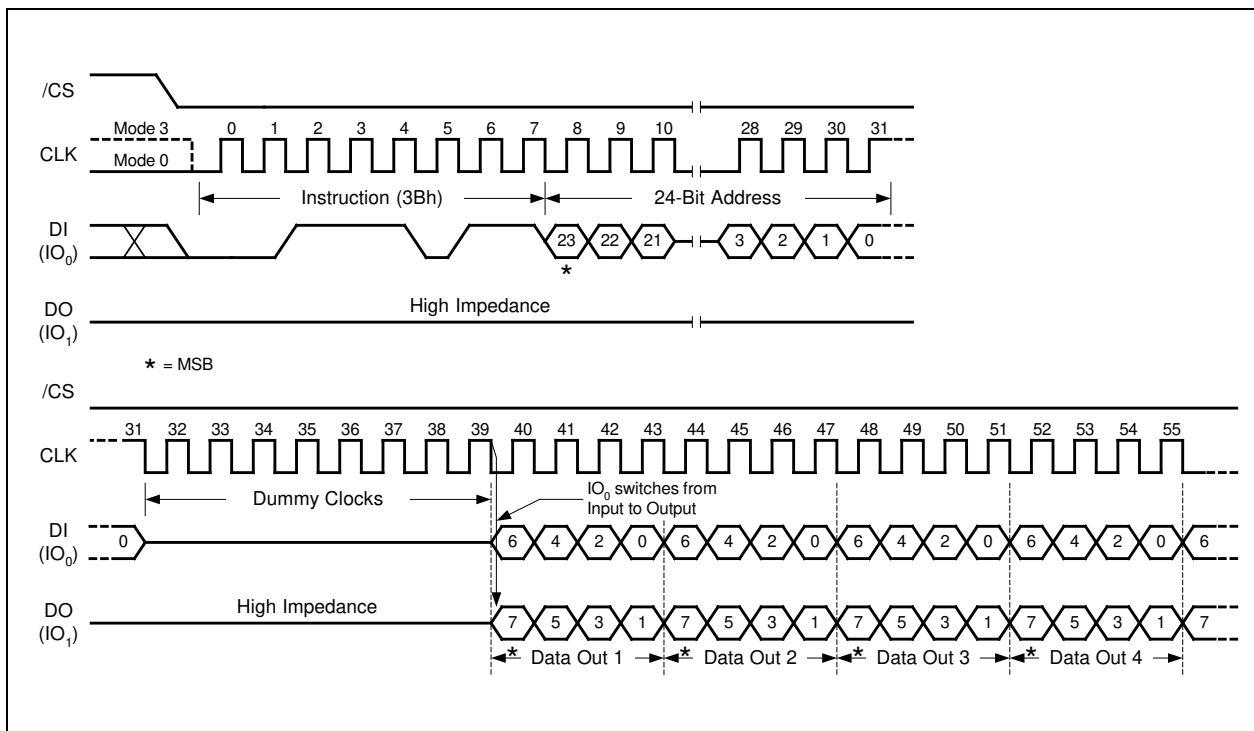 /CS
Mode 3 0 1 2 3 4 5 6 7 8 9 10 28 29 30 31
CLK
Mode 0
Instruction (3Bh) 24-Bit Address
DI
(IO₀)
23 22 21 3 2 1 0
*
High Impedance
DO
(IO₁)
* = MSB
/CS
31 32 33 34 35 36 37 38 39 40 41 42 43 44 45 46 47 48 49 50 51 52 53 54 55
CLK
Dummy Clocks
IO₀ switches from
Input to Output
DI
(IO₀)
0 6 4 2 0 6 4 2 0 6 4 2 0 6 4 2 0 6
High Impedance
DO
(IO₁)
7 5 3 1 7 5 3 1 7 5 3 1 7 5 3 1 7
* Data Out 1 * Data Out 2 * Data Out 3 * Data Out 4